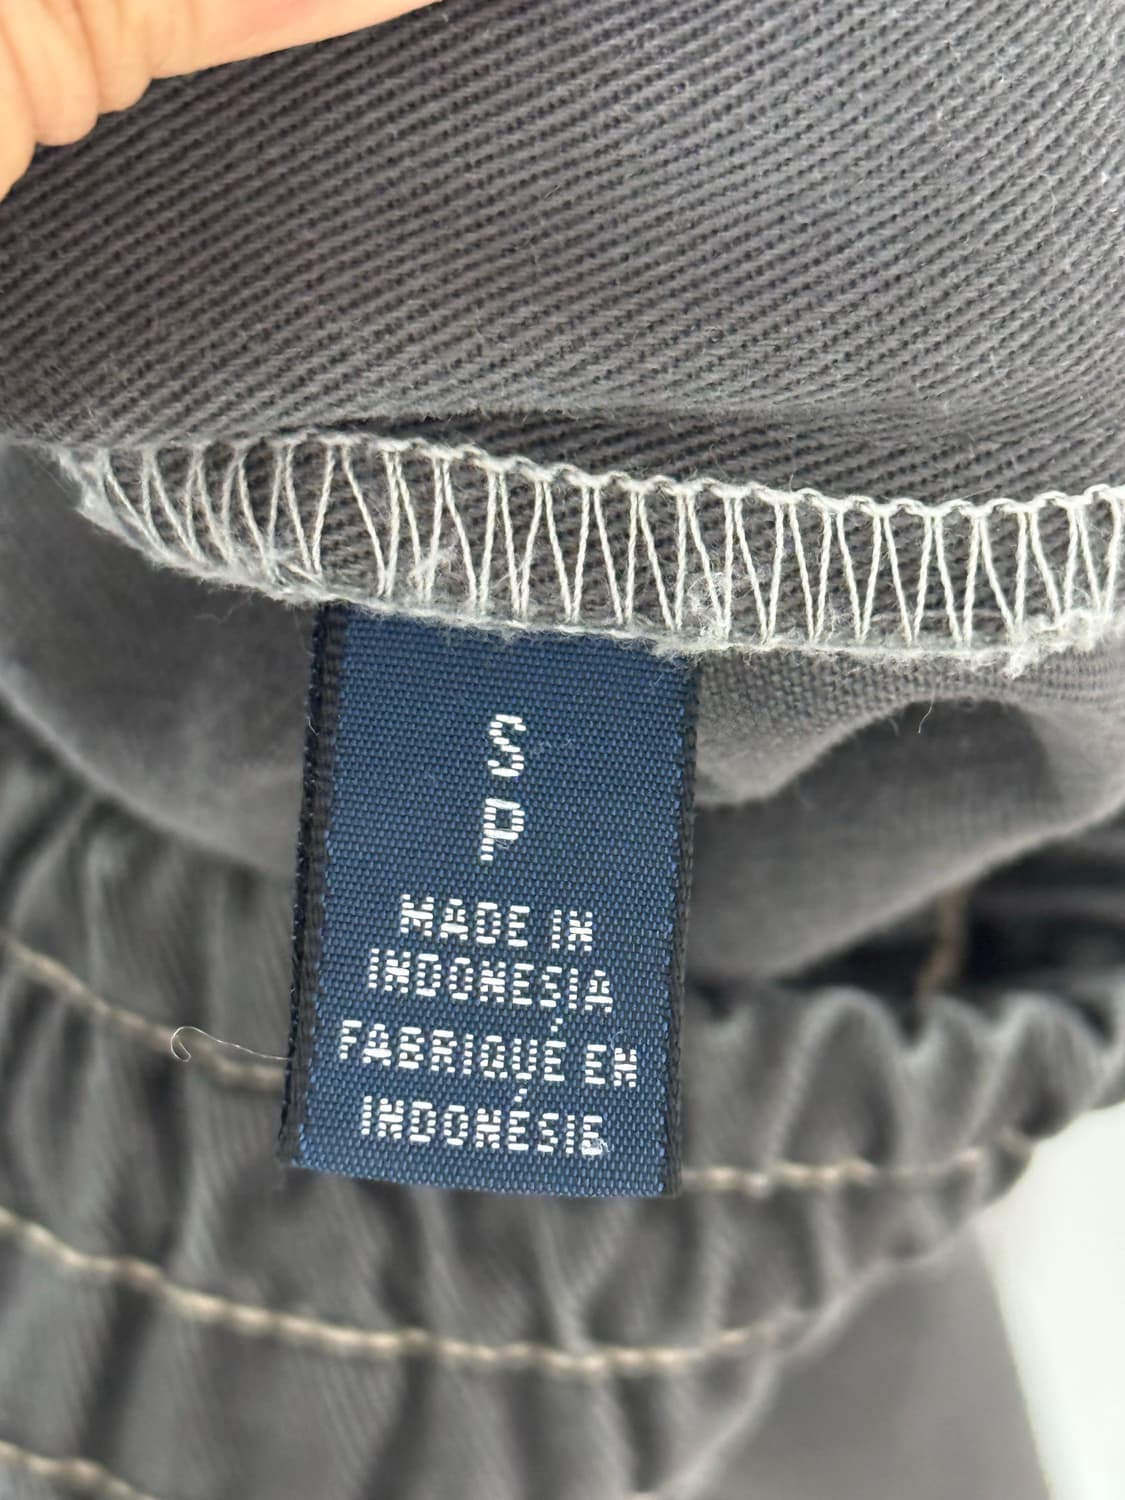 S
P
MADE IN
INDONESIA
FABRIQUÉ EN
INDONÉSIE